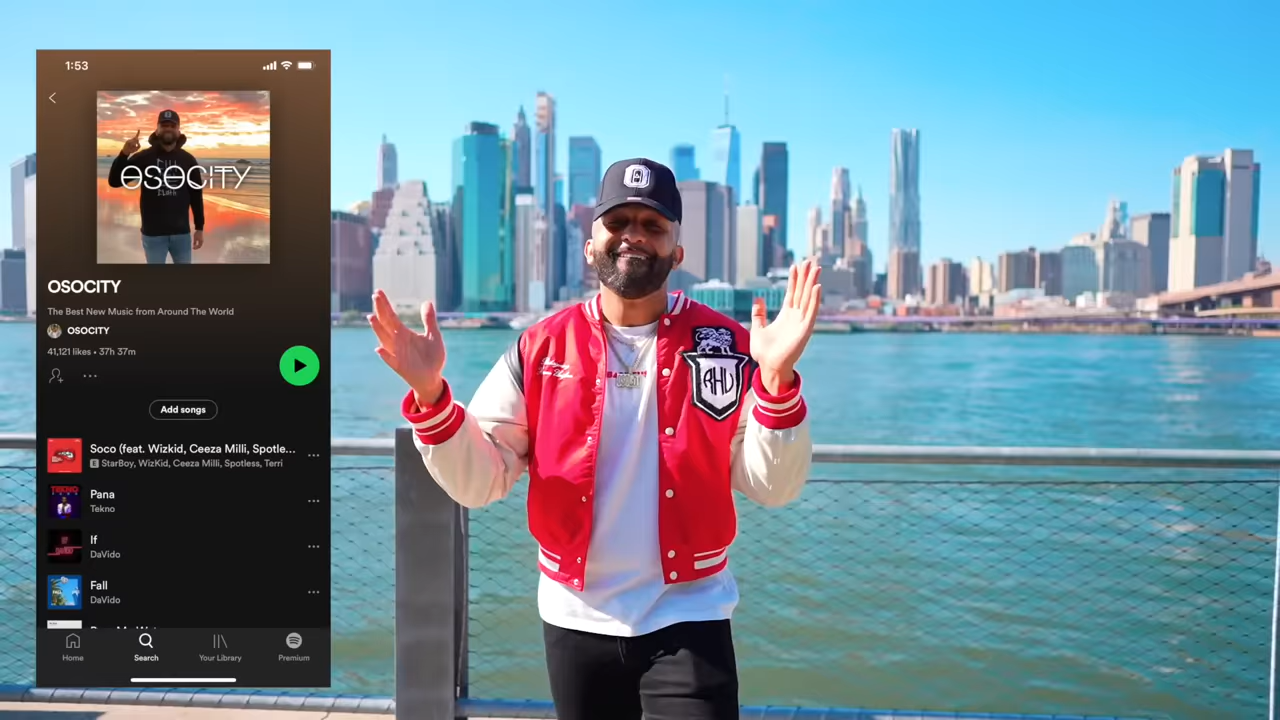 1:53
OSOCITY
OSOCITY
The Best New Music from Around The World
OSOCITY
41,121 likes • 37h 37m
Add songs
Soco (feat. Wizkid, Ceeza Milli, Spotle...
E StarBoy, WizKid, Ceeza Milli, Spotless, Terri
Pana
Tekno
If
DaVido
Fall
DaVido
Home
Search
Your Library
Premium
RHU